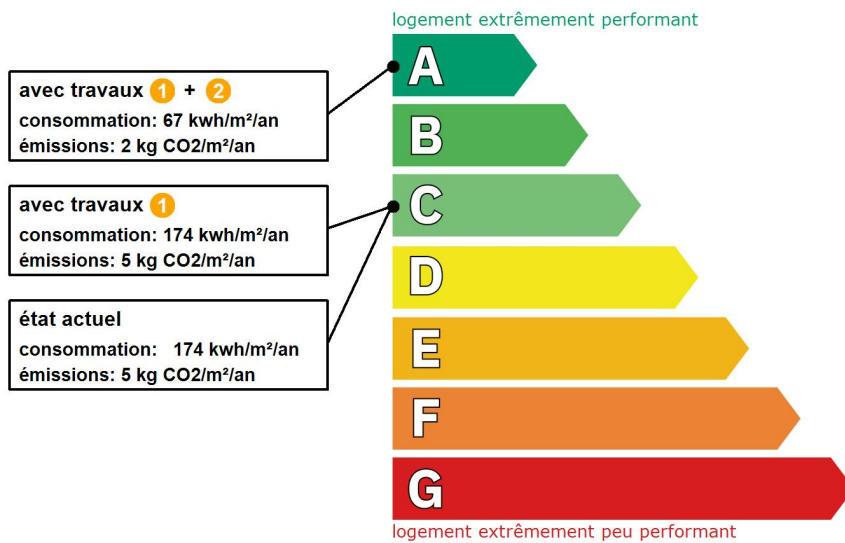 logement extrêmement performant
avec travaux 1 + 2
consommation: 67 kwh/m²/an
émissions: 2 kg CO2/m²/an
avec travaux 1
consommation: 174 kwh/m²/an
émissions: 5 kg CO2/m²/an
état actuel
consommation: 174 kwh/m²/an
émissions: 5 kg CO2/m²/an
A
B
C
D
E
F
G
logement extrêmement peu performant